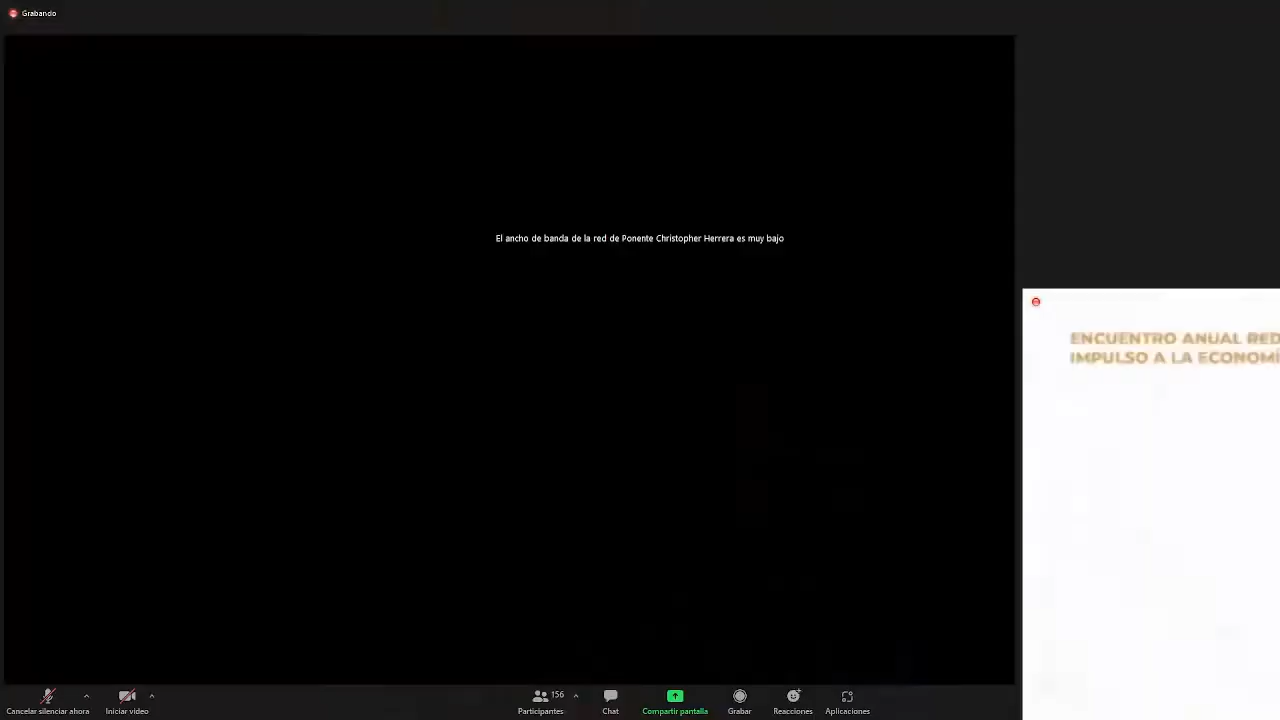 Grabando
El ancho de banda de la red de Ponente Christopher Herrera es muy bajo
ENCUENTRO ANUAL RED
IMPULSO A LA ECONOMÍ
156
Cancelar silenciar ahora
Iniciar video
Participantes
Chat
Compartir pantalla
Grabar
Reacciones
Aplicaciones